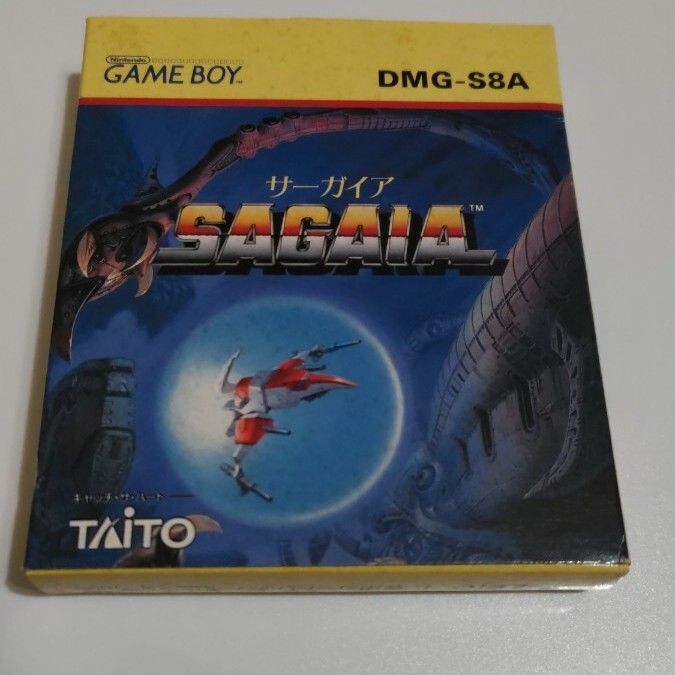 Nintendo
GAME BOY™
DMG-S8A
サーガイア
SAGAIA™
キャッチ・ザ・ハート
TAITO